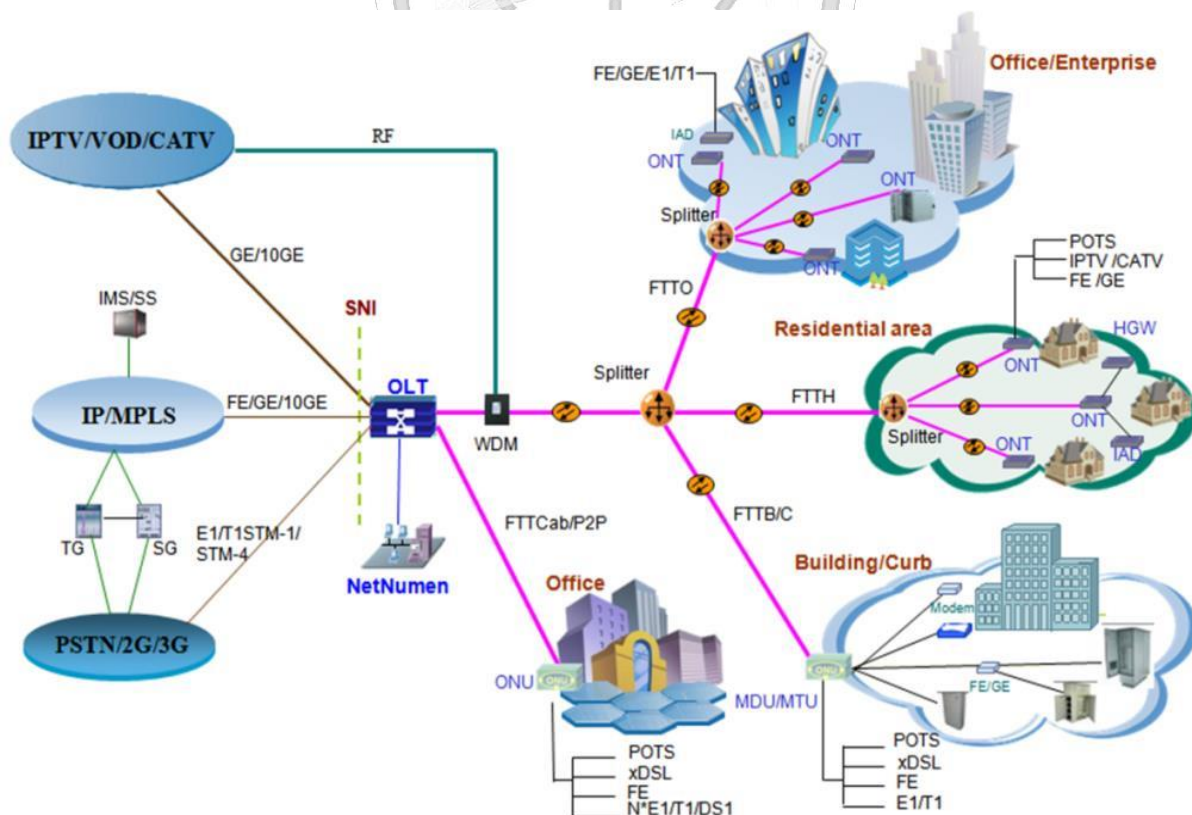 Office/Enterprise
FE/GE/E1/T1
IPTV/VOD/CATV
RF
IAD
ONT
ONT
ONT
Splitter
ONT
GE/10GE
FTTO
POTS
IPTV /CATV
FE /GE
IMS/SS
SNI
Residential area
HGW
ONT
OLT
Splitter
FTTH
IP/MPLS
FE/GE/10GE
WDM
ONT
Splitter
ONT
IAD
FTTCab/P2P
FTTB/C
E1/T1STM-1/
STM-4
TG
SG
NetNumen
Office
Building/Curb
Modem
PSTN/2G/3G
ONU
ONU
MDU/MTU
ONU
FE/GE
POTS
xDSL
FE
N*E1/T1/DS1
POTS
xDSL
FE
E1/T1